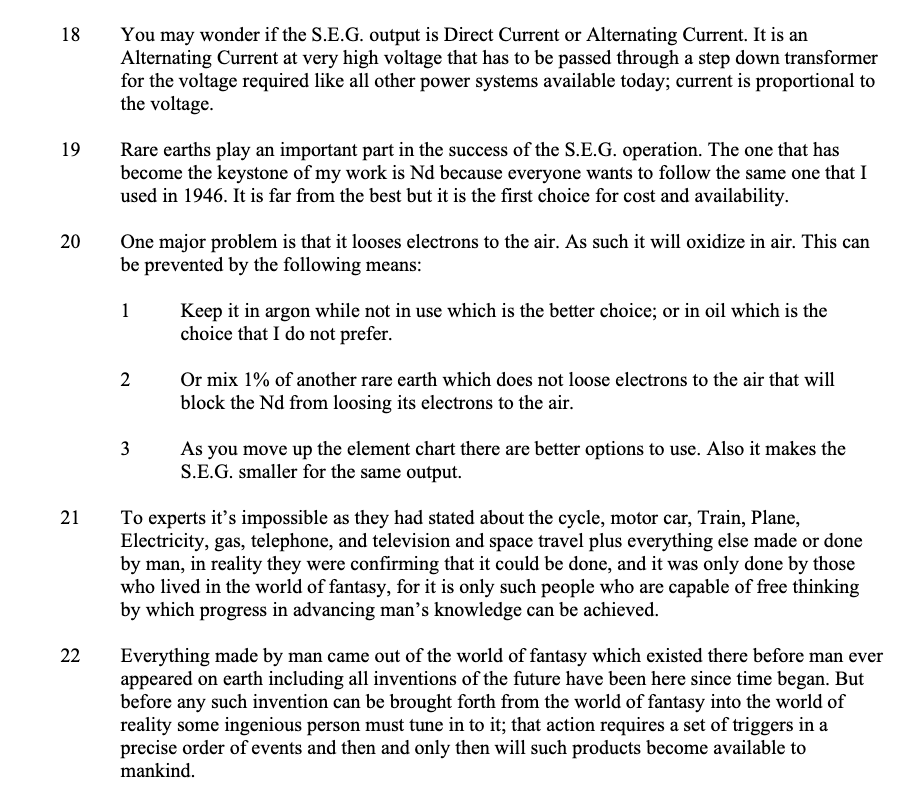 18 You may wonder if the S.E.G. output is Direct Current or Alternating Current. It is an
Alternating Current at very high voltage that has to be passed through a step down transformer
for the voltage required like all other power systems available today; current is proportional to
the voltage.
19 Rare earths play an important part in the success of the S.E.G. operation. The one that has
become the keystone of my work is Nd because everyone wants to follow the same one that I
used in 1946. It is far from the best but it is the first choice for cost and availability.
20 One major problem is that it looses electrons to the air. As such it will oxidize in air. This can
be prevented by the following means:
1 Keep it in argon while not in use which is the better choice; or in oil which is the
choice that I do not prefer.
2 Or mix 1% of another rare earth which does not loose electrons to the air that will
block the Nd from loosing its electrons to the air.
3 As you move up the element chart there are better options to use. Also it makes the
S.E.G. smaller for the same output.
21 To experts it’s impossible as they had stated about the cycle, motor car, Train, Plane,
Electricity, gas, telephone, and television and space travel plus everything else made or done
by man, in reality they were confirming that it could be done, and it was only done by those
who lived in the world of fantasy, for it is only such people who are capable of free thinking
by which progress in advancing man’s knowledge can be achieved.
22 Everything made by man came out of the world of fantasy which existed there before man ever
appeared on earth including all inventions of the future have been here since time began. But
before any such invention can be brought forth from the world of fantasy into the world of
reality some ingenious person must tune in to it; that action requires a set of triggers in a
precise order of events and then and only then will such products become available to
mankind.